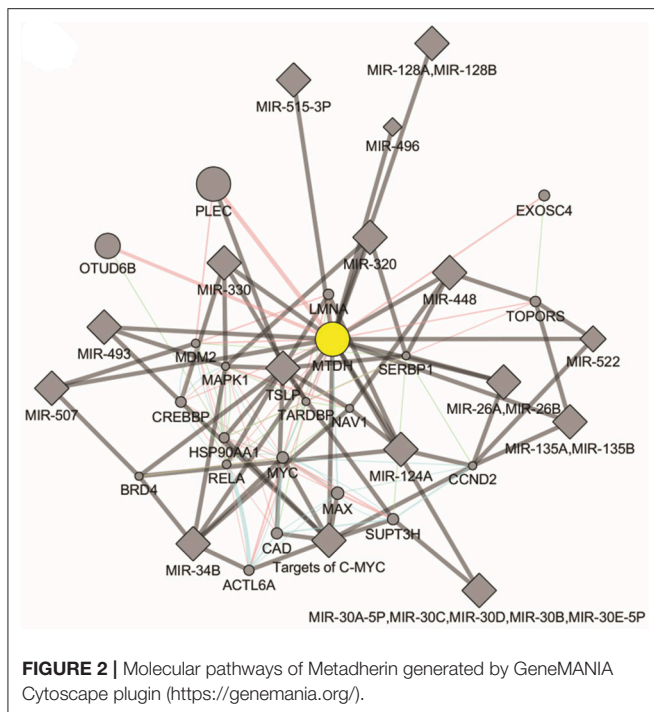 MIR-128A,MIR-128B
MIR-515-3P
MIR-496
PLEC
EXOSC4
OTUD6B
MIR-320
MIR-330
MIR-448
LMNA
TOPORS
MIR-493
MDM2
MTDH
SERBP1
MIR-522
MAPK1
TSLP
MIR-507
CREBBP
TARDBP
NAV1
MIR-26A,MIR-26B
HSP90AA1
MIR-135A,MIR-135B
RELA
MYC
MIR-124A
CCND2
BRD4
MAX
SUPT3H
CAD
MIR-34B
Targets of C-MYC
ACTL6A
MIR-30A-5P,MIR-30C,MIR-30D,MIR-30B,MIR-30E-5P
FIGURE 2 | Molecular pathways of Metadherin generated by GeneMANIA
Cytoscape plugin (https://genemania.org/).